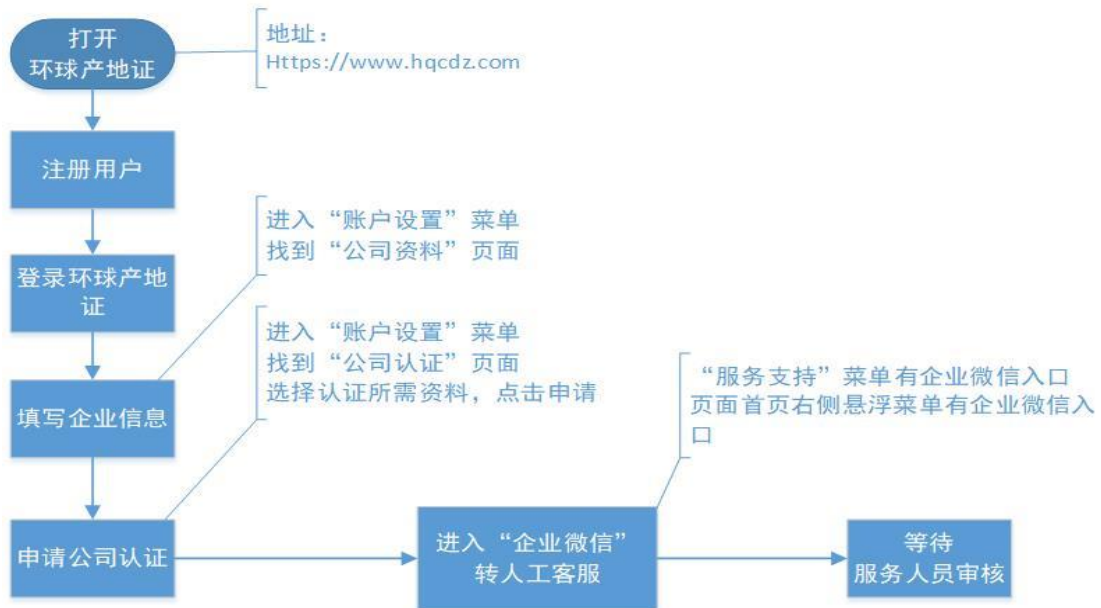 打开
环球产地证
地址：
Https://www.hqcdz.com
注册用户
进入“账户设置”菜单
找到“公司资料”页面
登录环球产地
证
进入“账户设置”菜单
找到“公司认证”页面
选择认证所需资料，点击申请
填写企业信息
“服务支持”菜单有企业微信入口
页面首页右侧悬浮菜单有企业微信入
口
申请公司认证
进入“企业微信”
转人工客服
等待
服务人员审核